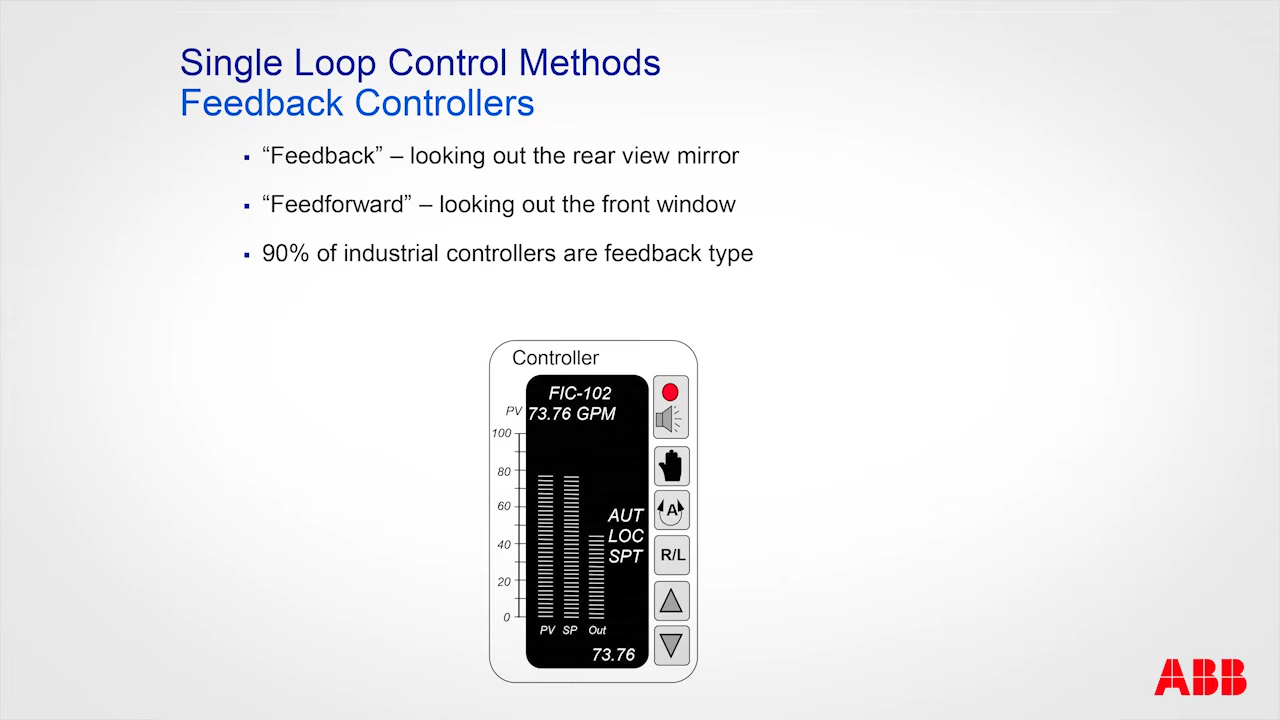 Single Loop Control Methods
Feedback Controllers
▪ “Feedback” – looking out the rear view mirror
▪ “Feedforward” – looking out the front window
▪ 90% of industrial controllers are feedback type
Controller
FIC-102
PV 73.76 GPM
100
80
60
40
20
0
AUT
LOC
SPT
PV SP Out
73.76
A
R/L
ABB